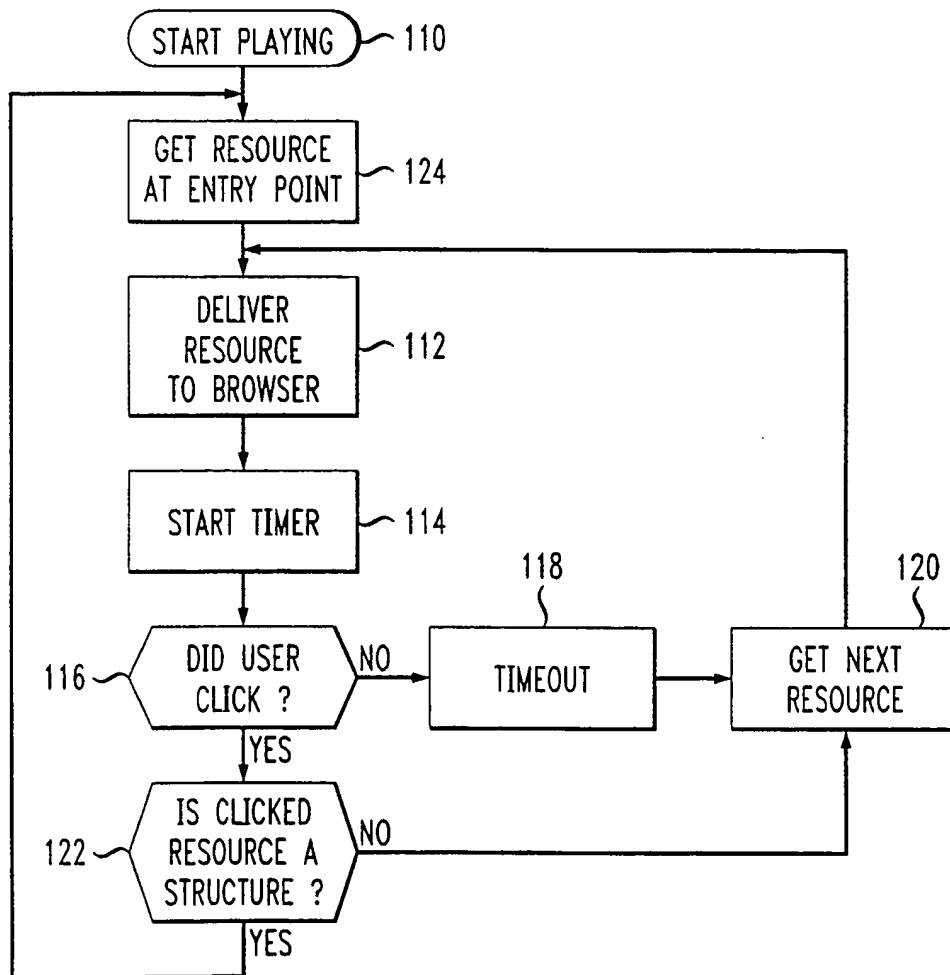 START PLAYING
110
GET RESOURCE
AT ENTRY POINT
124
DELIVER
RESOURCE
TO BROWSER
112
START TIMER
114
118
120
116
DID USER
CLICK ?
NO
TIMEOUT
GET NEXT
RESOURCE
YES
122
IS CLICKED
RESOURCE A
STRUCTURE ?
NO
YES